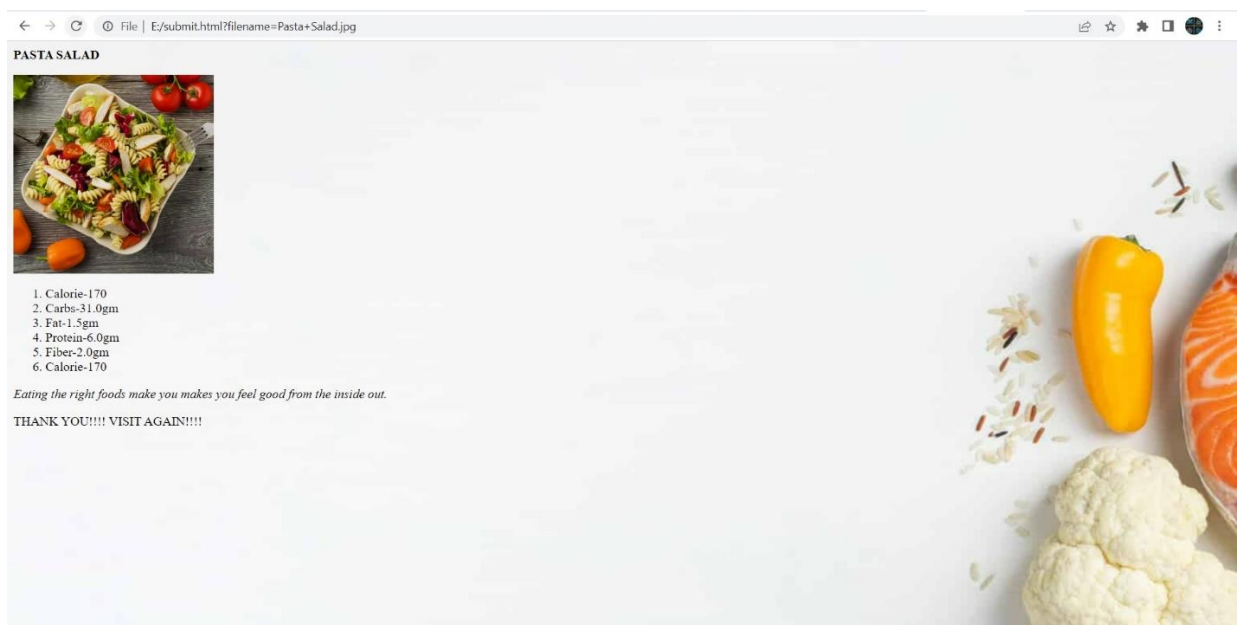 File | E:/submit.html?filename=Pasta+Salad.jpg
PASTA SALAD
1. Calorie-170
2. Carbs-31.0gm
3. Fat-1.5gm
4. Protein-6.0gm
5. Fiber-2.0gm
6. Calorie-170
Eating the right foods make you makes you feel good from the inside out.
THANK YOU!!!! VISIT AGAIN!!!!